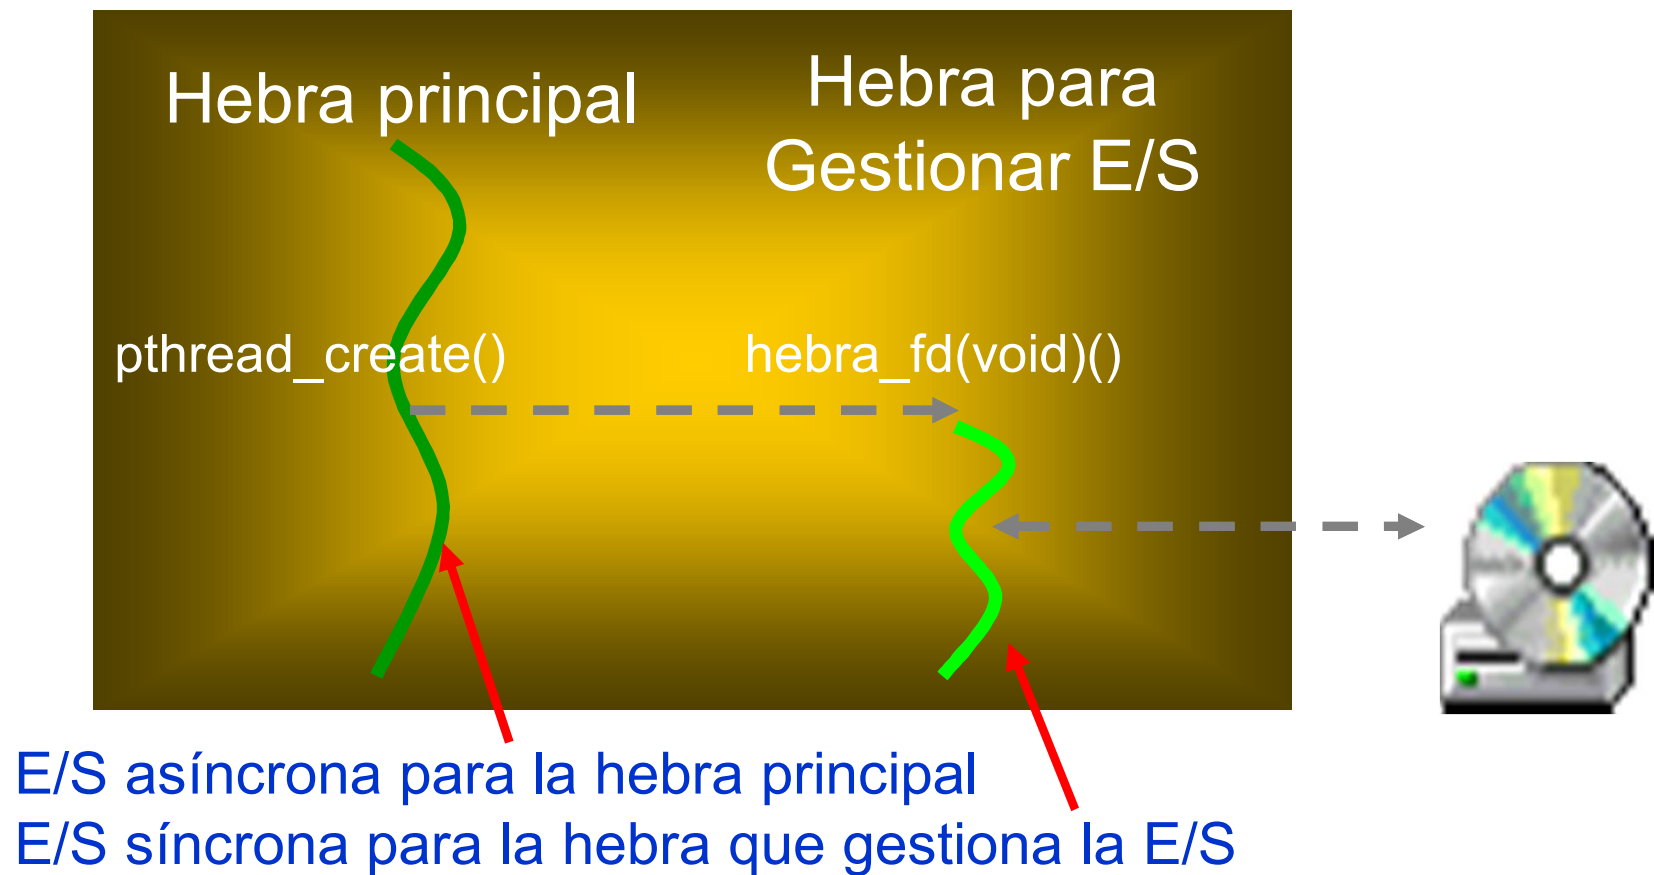 Hebra principal
Hebra para
Gestionar E/S
pthread_create()
hebra_fd(void)()
E/S asíncrona para la hebra principal
E/S síncrona para la hebra que gestiona la E/S